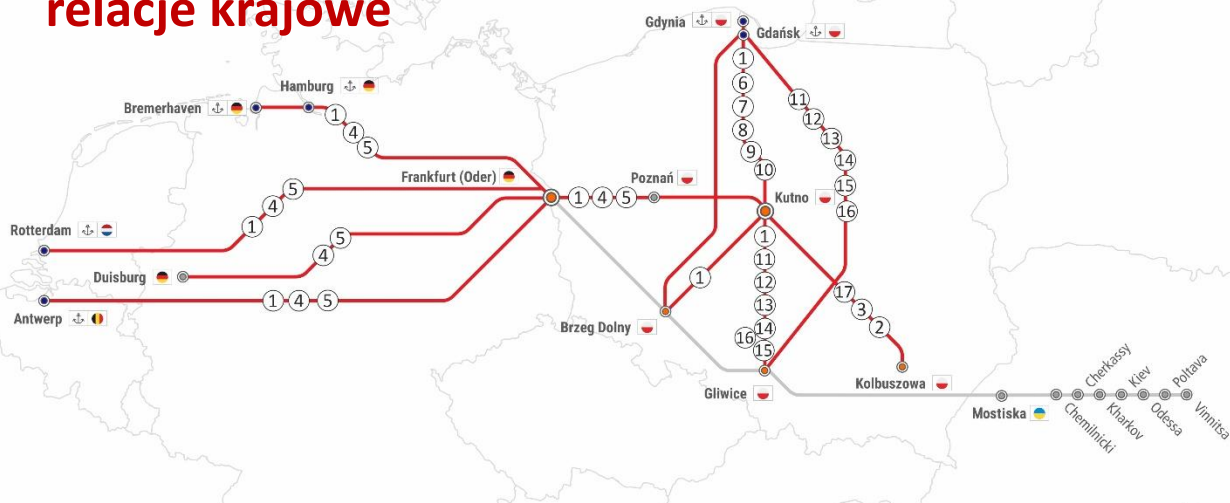 relacje krajowe
Gdynia
Gdańsk
1
6
7
8
9
10
11
12
13
14
15
16
Hamburg
Bremerhaven
1
4
5
Frankfurt (Oder)
1 4 5
Poznań
Kutno
5
4
1
Rotterdam
5
4
Duisburg
1 4 5
Antwerp
1
Brzeg Dolny
1
11
12
13
14
16
15
Gliwice
17
3
2
Kolbuszowa
Mostiska
Chemilnicki
Cherkassy
Kharkov
Kiev
Odessa
Poltava
Vinnitsa